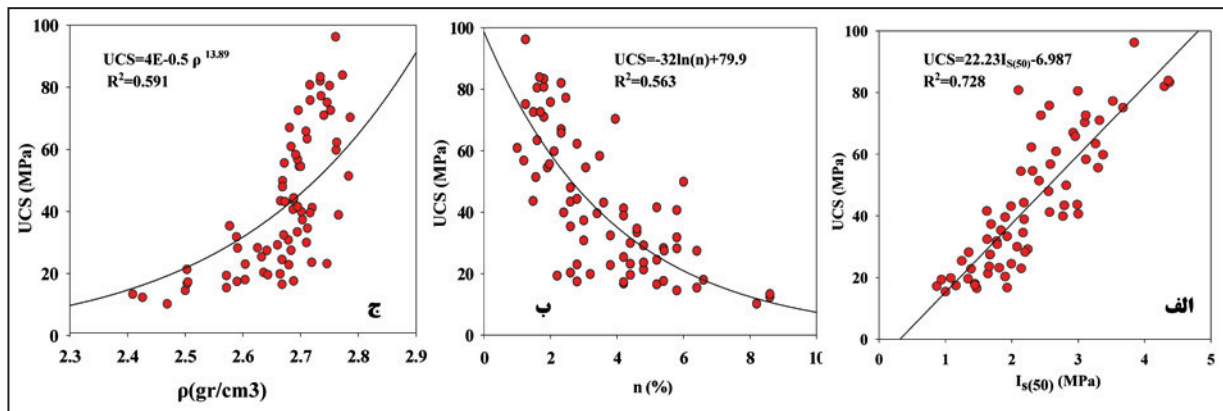 UCS=4E-0.5 ρ 13.89
R²=0.591
UCS (MPa)
100
80
60
40
20
0
2.3 2.4 2.5 2.6 2.7 2.8 2.9
ρ(gr/cm3)
ج
UCS=-32ln(n)+79.9
R²=0.563
UCS (MPa)
100
80
60
40
20
0
0 2 4 6 8 10
n (%)
ب
UCS=22.23IS(50)-6.987
R²=0.728
UCS (MPa)
100
80
60
40
20
0
0 1 2 3 4 5
Is(50) (MPa)
الف